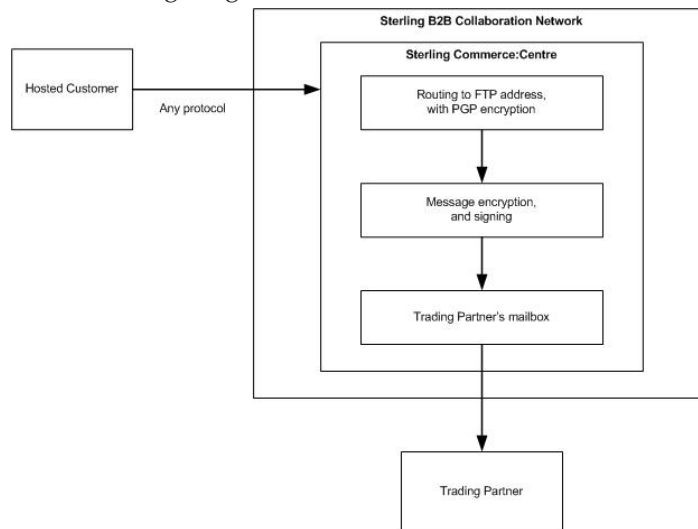 Sterling B2B Collaboration Network
Sterling Commerce:Centre
Hosted Customer
Any protocol
Routing to FTP address,
with PGP encryption
Message encryption,
and signing
Trading Partner's mailbox
Trading Partner